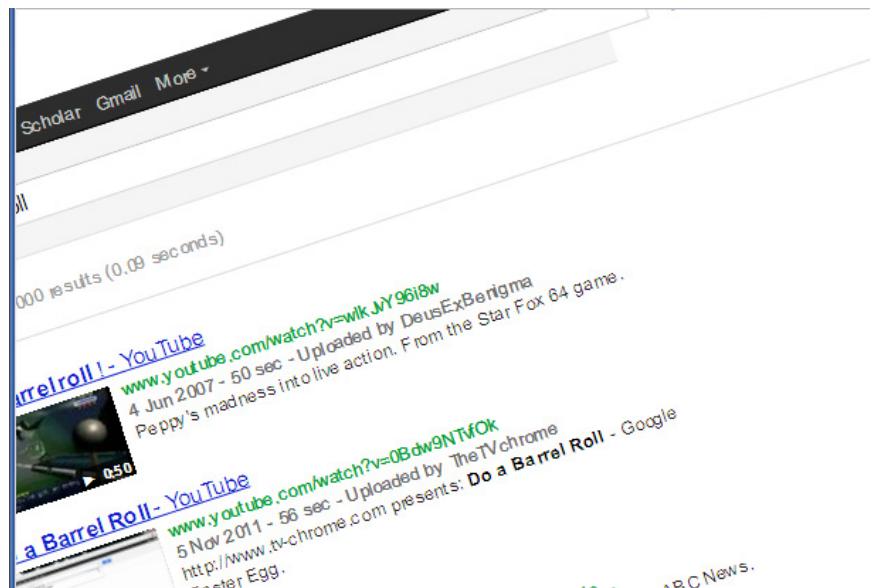 Scholar Gmail More
oll
000 results (0.09 seconds)
arrel roll ! - YouTube
www.youtube.com/watch?v=wlkJvY96i8w
4 Jun 2007 - 50 sec - Uploaded by DeusExBenigma
Peppy's madness into live action. From the Star Fox 64 game.
0:50
a Barrel Roll - YouTube
www.youtube.com/watch?v=0Bdw9NTvfOk
5 Nov 2011 - 56 sec - Uploaded by TheTVchrome
http://www.tv-chrome.com presents: Do a Barrel Roll - Google
Easter Egg.
ABC News.